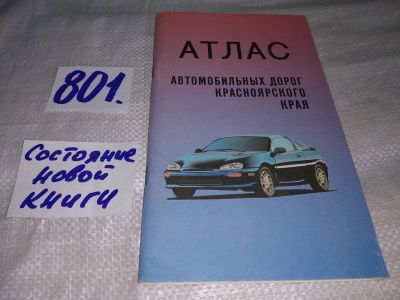 801.
Состояние
новой
книги
АТЛАС
АВТОМОБИЛЬНЫХ ДОРОГ
КРАСНОЯРСКОГО
КРАЯ